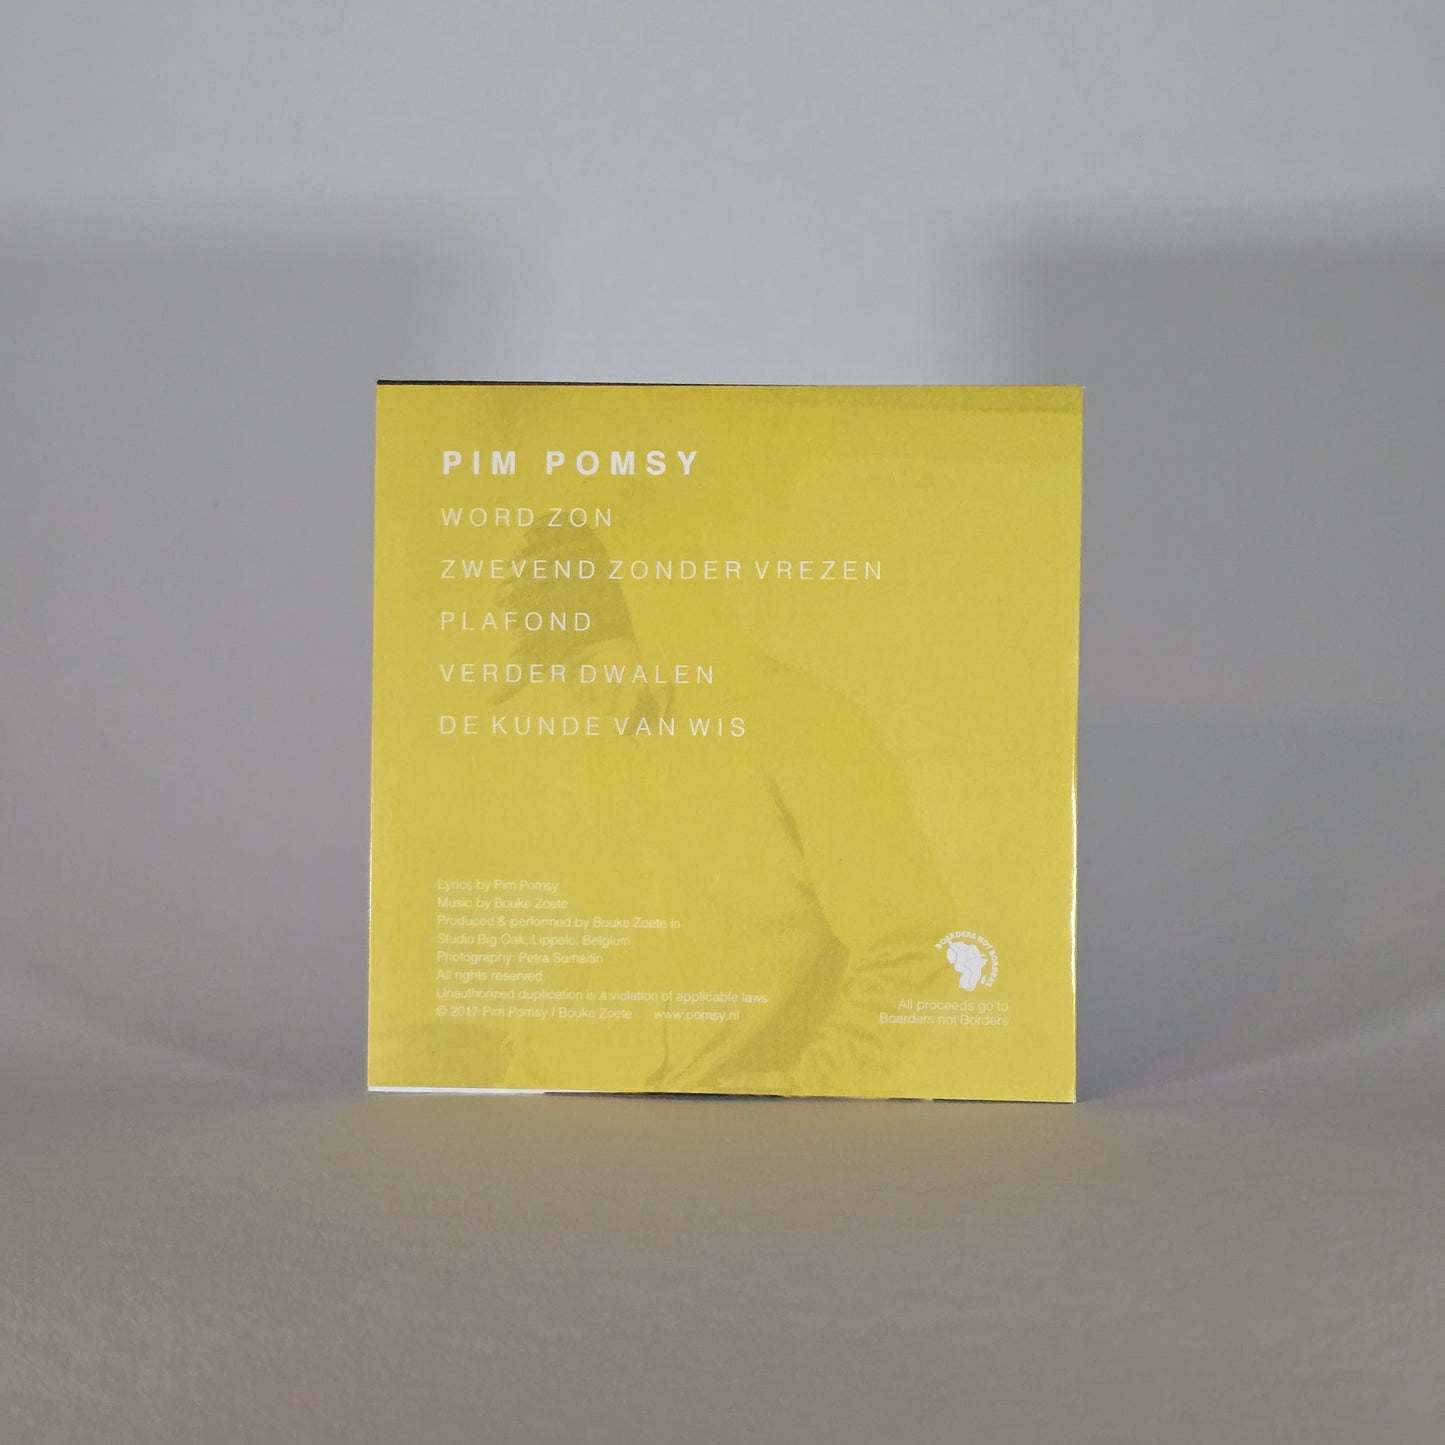 PIM POMSY
WORD ZON
ZWEVEND ZONDER VREZEN
PLAFOND
VERDER DWALEN
DE KUNDE VAN WIS
Lyrics by Pim Pomsy
Music by Bouke Zoete
Produced & performed by Bouke Zoete in
Studio Big Oak, Lippelo, Belgium
Photography: Petra Sumaitin
All rights reserved.
Unauthorized duplication is a violation of applicable laws
© 2017 Pim Pomsy / Bouke Zoete www.pomsy.nl
BOARDERS NOT BORDERS
All proceeds go to
Boarders not Borders